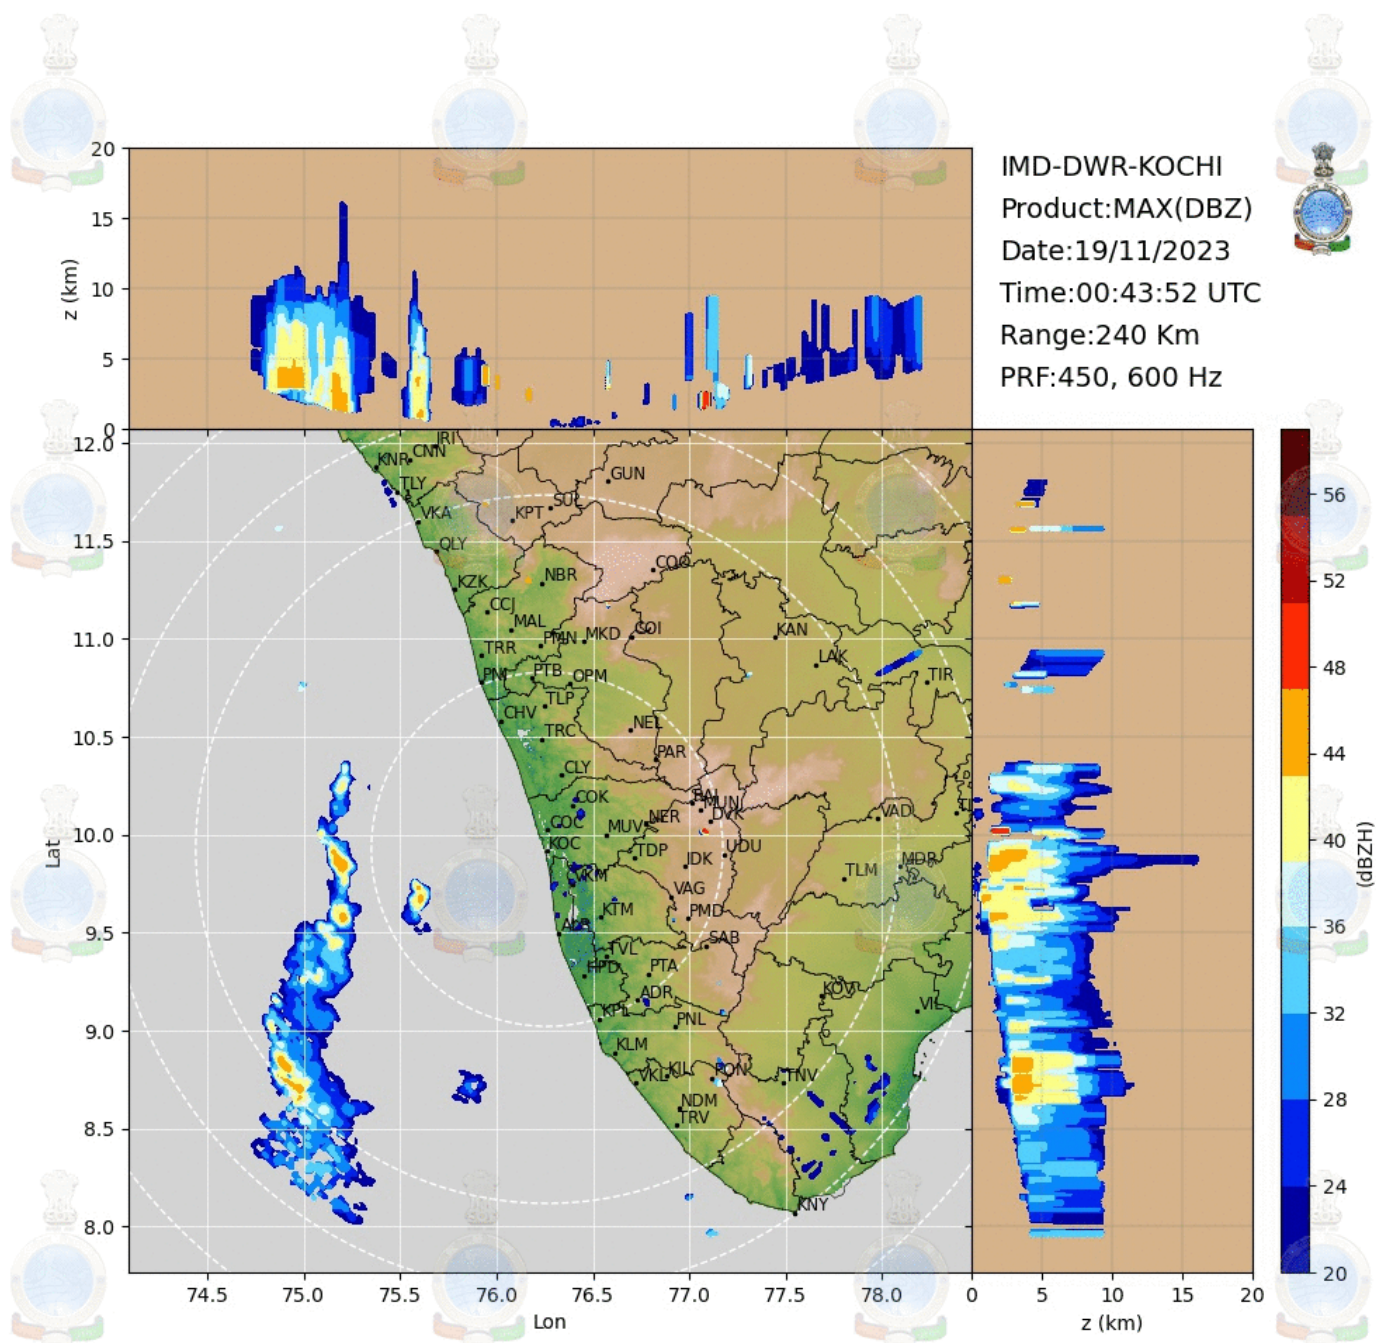 IMD-DWR-KOCHI
Product:MAX(DBZ)
Date:19/11/2023
Time:00:43:52 UTC
Range:240 Km
PRF:450, 600 Hz
20
15
10
5
0
z (km)
12.0
11.5
11.0
10.5
10.0
9.5
9.0
8.5
8.0
Lat
CNN
KNR
TLY
GUN
VKA
KPT
SUL
QLY
COO
NBR
KZK
CCJ
MAL
PMN
MKD
COI
KAN
TRR
LAK
PNI
PTB
OPM
TIR
TLP
CHV
TRC
NEL
PAR
CLY
COK
MUN
NER
DVK
VAD
COC
MUV
KOC
TDP
IDK
UDU
TLM
MDR
VKM
VAG
KTM
PMD
SAB
TVL
HPD
PTA
ADR
KOV
VIL
KPL
PNL
KLM
VKL
KIL
PON
TNV
NDM
TRV
KNY
74.5
75.0
75.5
76.0
76.5
77.0
77.5
78.0
Lon
0
5
10
15
20
z (km)
56
52
48
44
40
36
32
28
24
20
(dBZH)